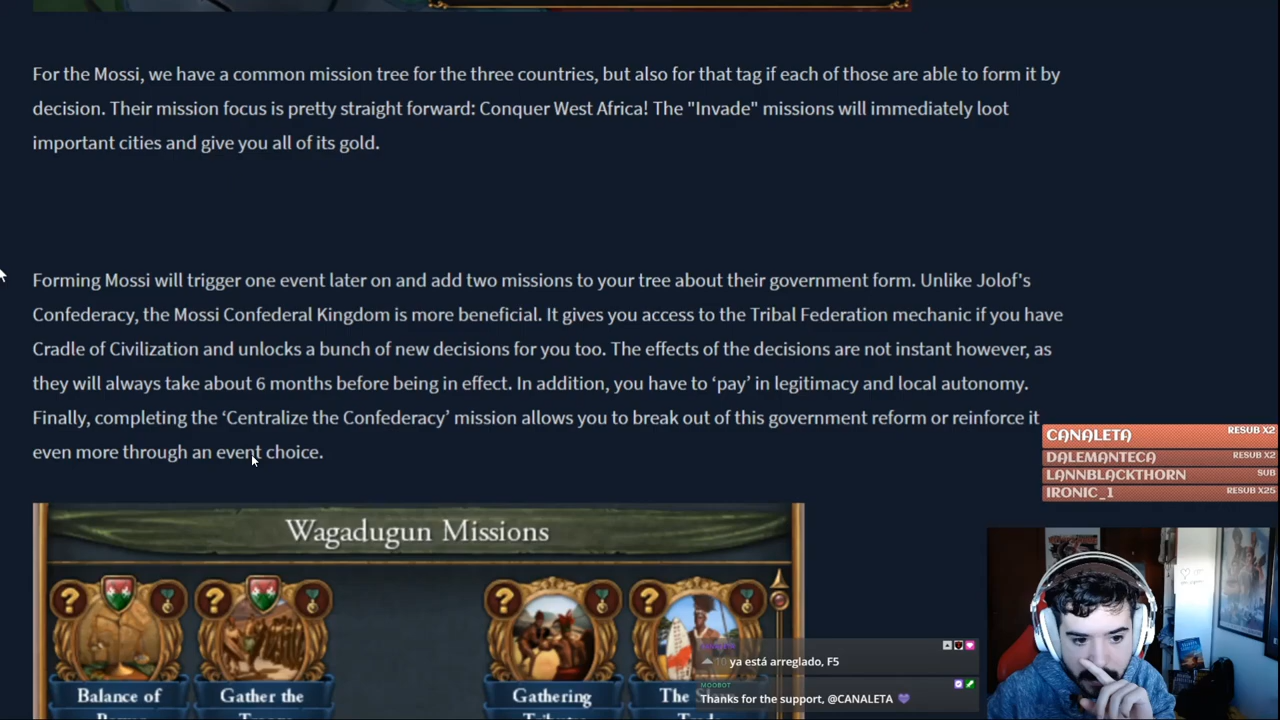 For the Mossi, we have a common mission tree for the three countries, but also for that tag if each of those are able to form it by
decision. Their mission focus is pretty straight forward: Conquer West Africa! The "Invade" missions will immediately loot
important cities and give you all of its gold.
Forming Mossi will trigger one event later on and add two missions to your tree about their government form. Unlike Jolof's
Confederacy, the Mossi Confederal Kingdom is more beneficial. It gives you access to the Tribal Federation mechanic if you have
Cradle of Civilization and unlocks a bunch of new decisions for you too. The effects of the decisions are not instant however, as
they will always take about 6 months before being in effect. In addition, you have to ‘pay’ in legitimacy and local autonomy.
Finally, completing the ‘Centralize the Confederacy’ mission allows you to break out of this government reform or reinforce it
even more through an event choice.
CANALETA RESUB X2
DALEMANTECA RESUB X2
LANNBLACKTHORN SUB
IRONIC_1 RESUB X25
Wagadugun Missions
? ? ? ?
Balance of Gather the Gathering The
ya está arreglado, F5
MOOBOT
Thanks for the support, @CANALETA